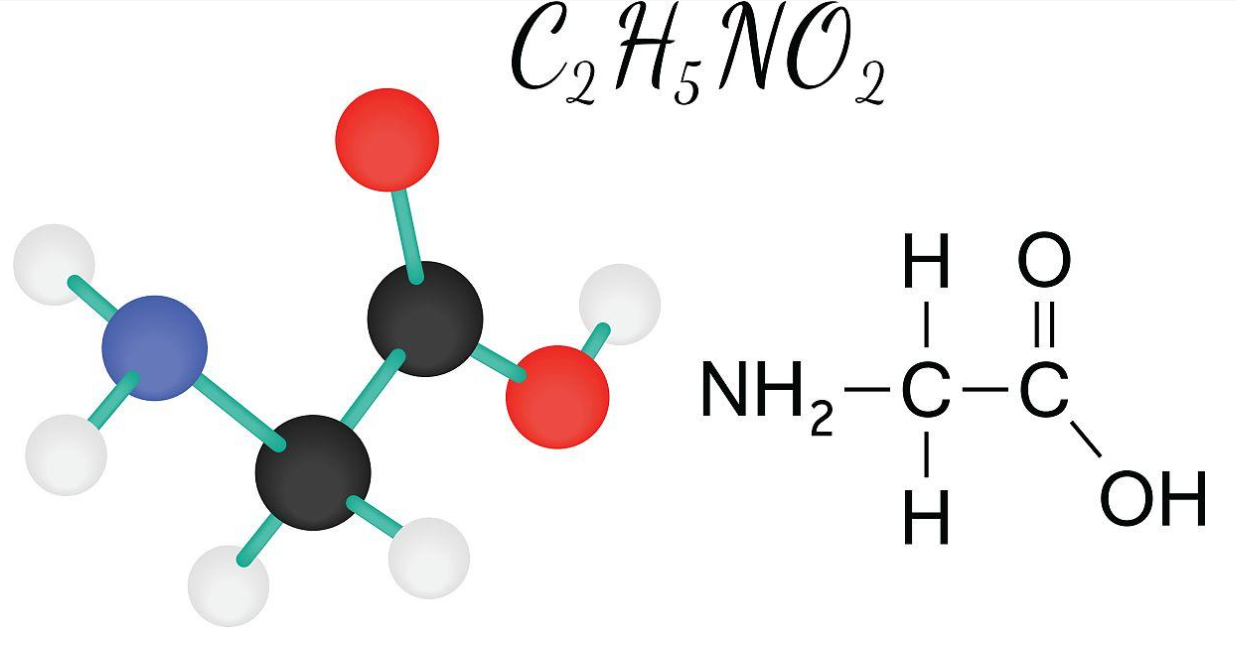 C₂H₅NO₂
H O
NH₂ C C
H
OH